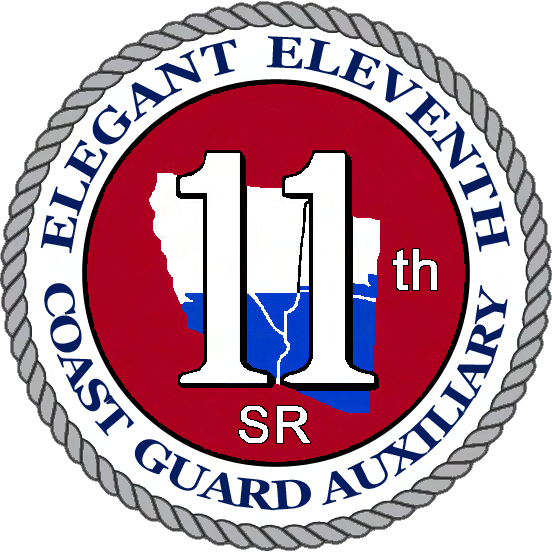 ELEGANT ELEVENTH
11
th
SR
COAST GUARD AUXILIARY